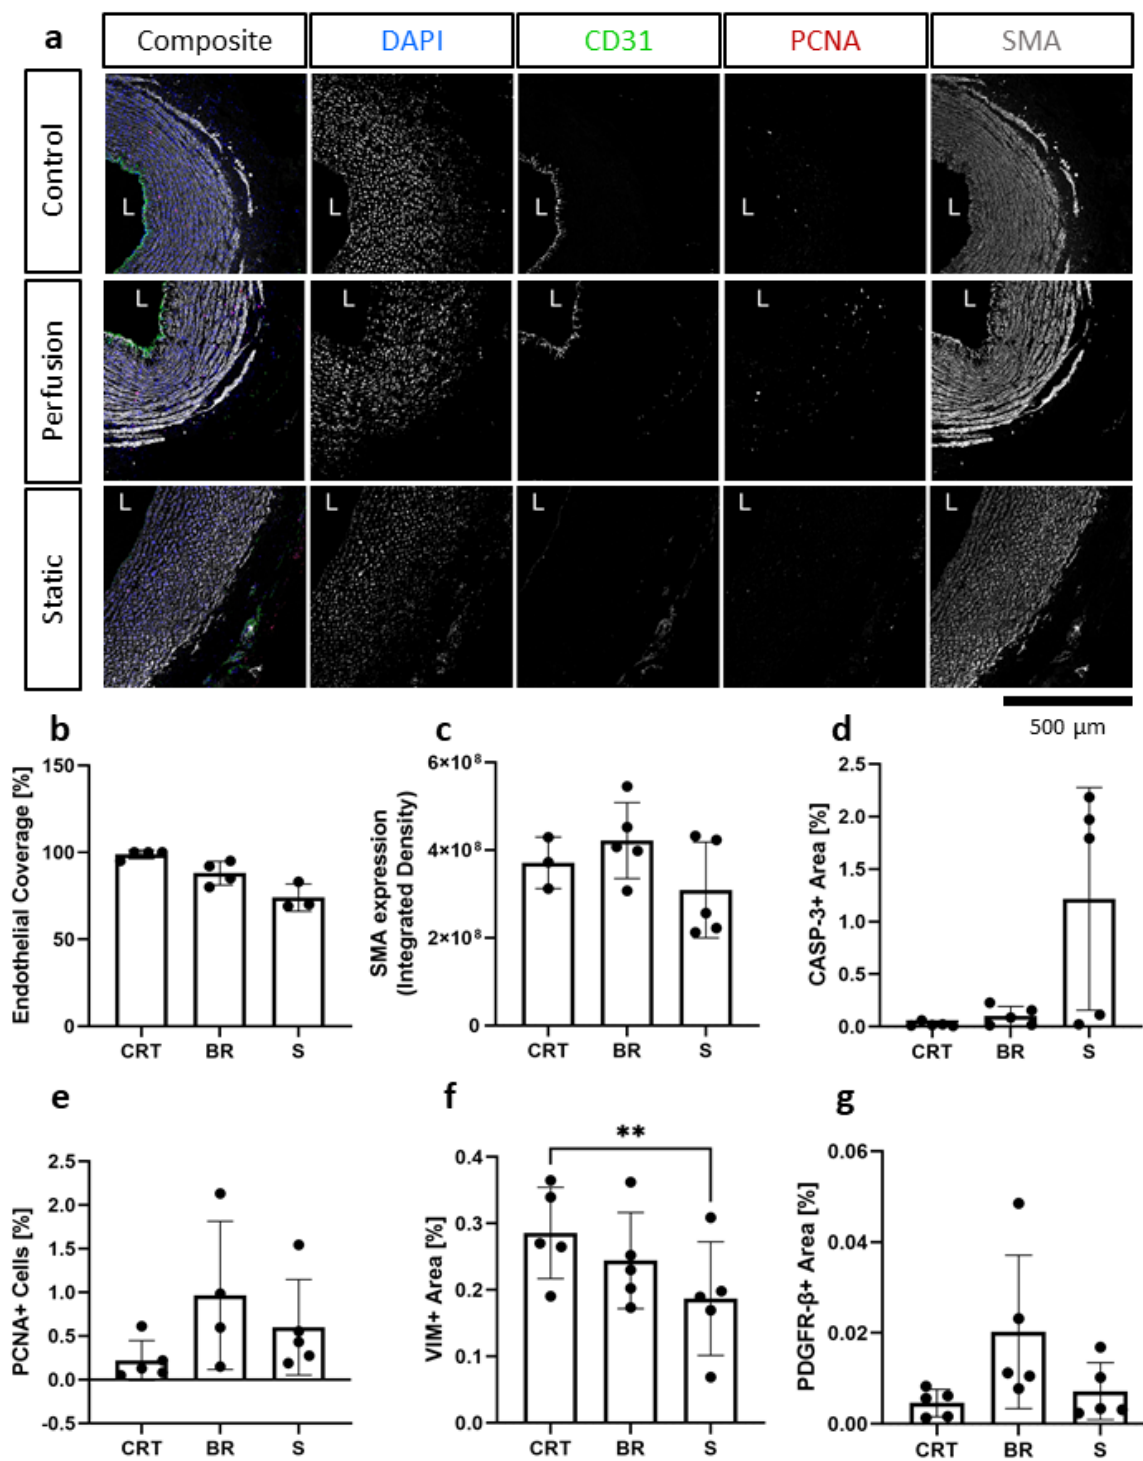 a
Composite
DAPI
CD31
PCNA
SMA
Control
L
L
L
L
L
Perfusion
L
L
L
L
L
Static
L
L
L
L
L
500 µm
b
Endothelial Coverage [%]
150
100
50
0
CRT
BR
S
c
SMA expression
(Integrated Density)
6×10⁸
4×10⁸
2×10⁸
0
CRT
BR
S
d
CASP-3+ Area [%]
2.5
2.0
1.5
1.0
0.5
0.0
CRT
BR
S
e
PCNA+ Cells [%]
2.5
2.0
1.5
1.0
0.5
0.0
-0.5
CRT
BR
S
f
VIM+ Area [%]
**
0.4
0.3
0.2
0.1
0.0
CRT
BR
S
g
PDGFR-β+ Area [%]
0.06
0.04
0.02
0.00
CRT
BR
S